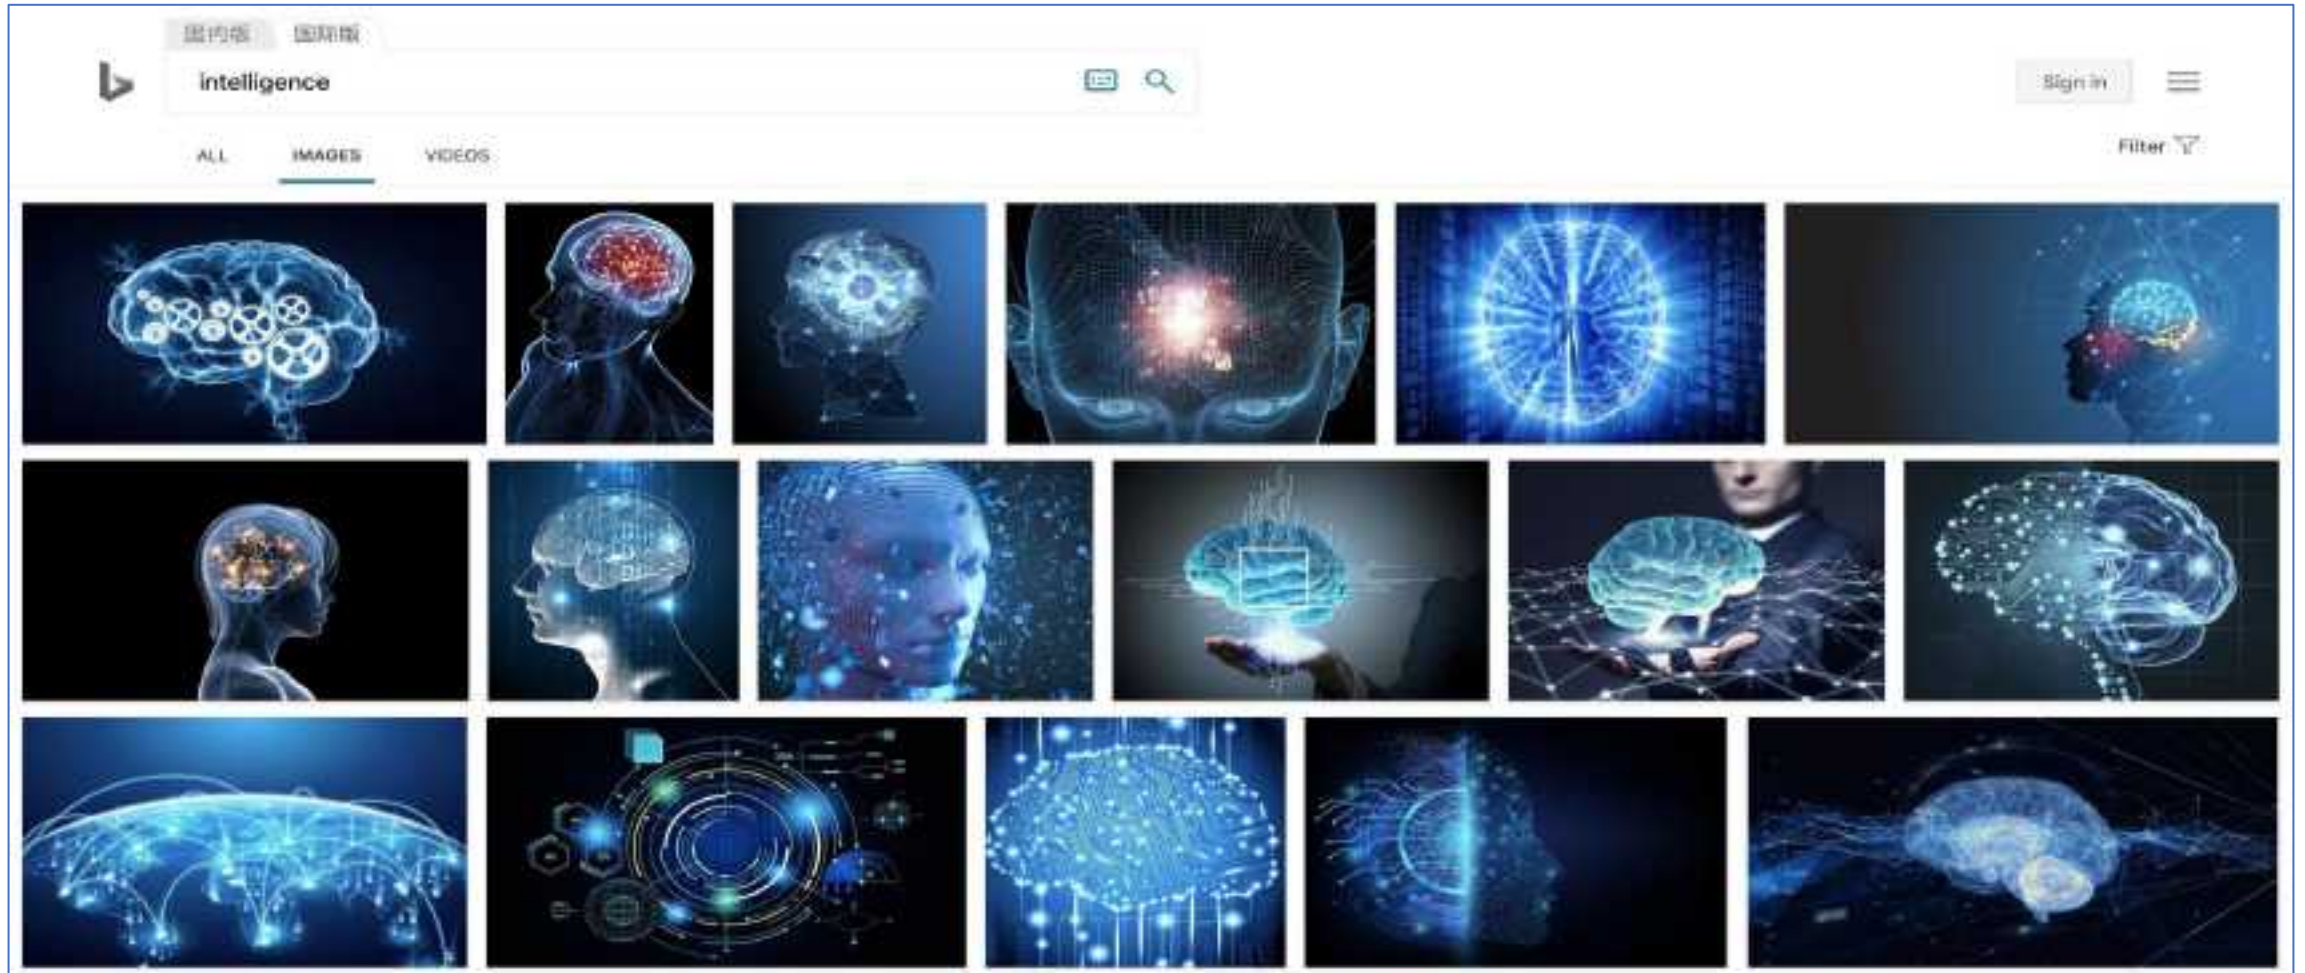 国内版 国际版
intelligence
Sign in
ALL IMAGES VIDEOS
Filter